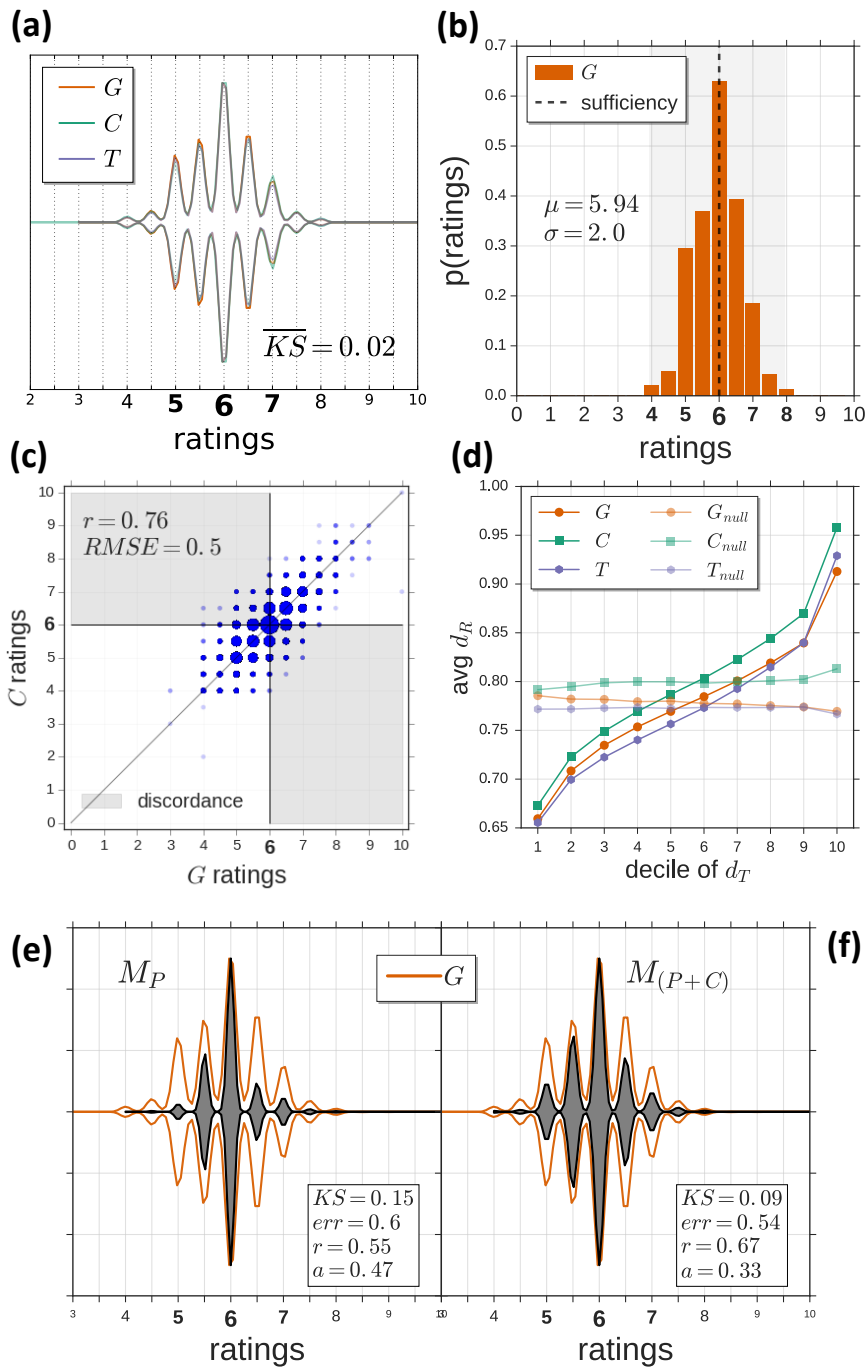 (a)
G
C
T
KS = 0.02
2 3 4 5 6 7 8 9 10
ratings
(b)
0.7
0.6
0.5
0.4
0.3
0.2
0.1
0.0
p(ratings)
G
sufficiency
μ = 5.94
σ = 2.0
0 1 2 3 4 5 6 7 8 9 10
ratings
(c)
10
9
8
7
6
5
4
3
2
1
0
C ratings
r = 0.76
RMSE = 0.5
discordance
0 1 2 3 4 5 6 7 8 9 10
G ratings
(d)
1.00
0.95
0.90
0.85
0.80
0.75
0.70
0.65
avg d_R
G G_null
C C_null
T T_null
1 2 3 4 5 6 7 8 9 10
decile of d_T
(e)
M_P
G
KS = 0.15
err = 0.6
r = 0.55
a = 0.47
3 4 5 6 7 8 9
ratings
(f)
M_(P+C)
KS = 0.09
err = 0.54
r = 0.67
a = 0.33
4 5 6 7 8 9 10
ratings